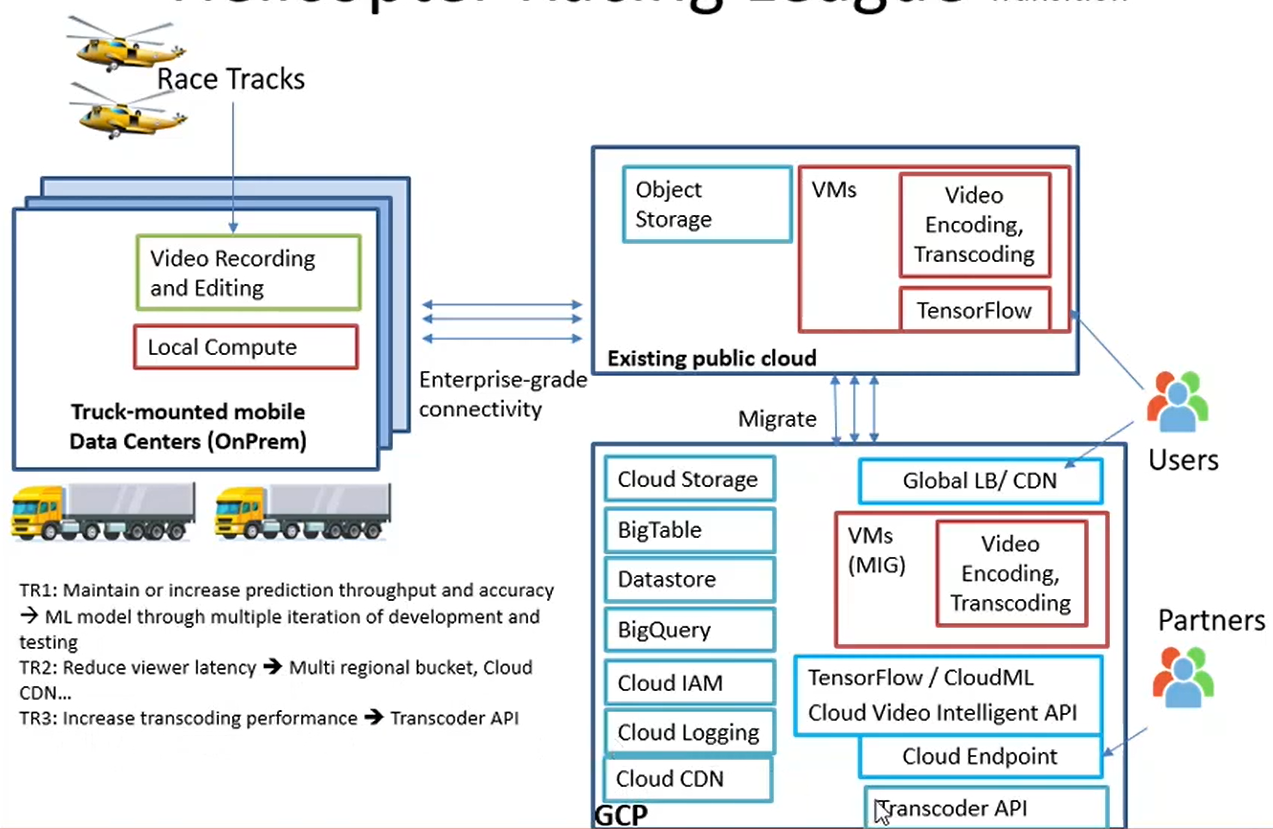 Helicopter Racing League Transition
Race Tracks
Video Recording
and Editing
Local Compute
Truck-mounted mobile
Data Centers (OnPrem)
Enterprise-grade
connectivity
Object
Storage
VMs
Video
Encoding,
Transcoding
TensorFlow
Existing public cloud
Migrate
Users
Cloud Storage
BigTable
Datastore
BigQuery
Cloud IAM
Cloud Logging
Cloud CDN
GCP
Global LB/ CDN
VMs
(MIG)
Video
Encoding,
Transcoding
TensorFlow / CloudML
Cloud Video Intelligent API
Cloud Endpoint
Transcoder API
Partners
TR1: Maintain or increase prediction throughput and accuracy
→ ML model through multiple iteration of development and
testing
TR2: Reduce viewer latency → Multi regional bucket, Cloud
CDN...
TR3: Increase transcoding performance → Transcoder API